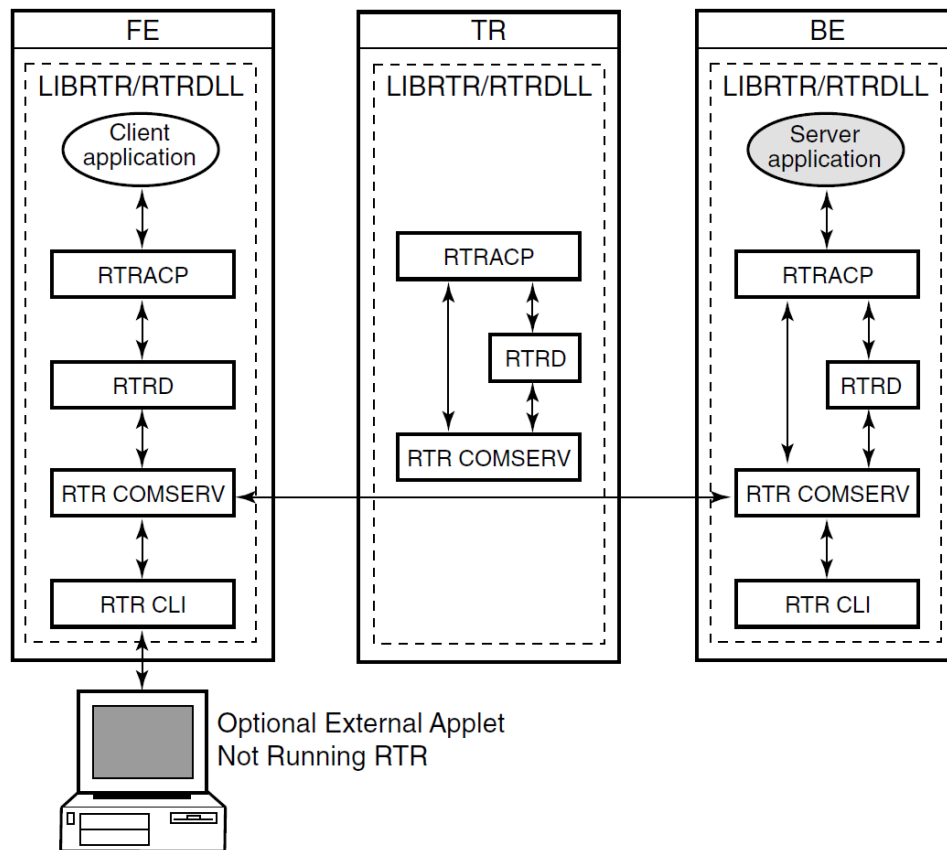 FE
LIBRTR/RTRDLL
Client
application
RTRACP
RTRD
RTR COMSERV
RTR CLI
TR
LIBRTR/RTRDLL
RTRACP
RTRD
RTR COMSERV
BE
LIBRTR/RTRDLL
Server
application
RTRACP
RTRD
RTR COMSERV
RTR CLI
Optional External Applet
Not Running RTR